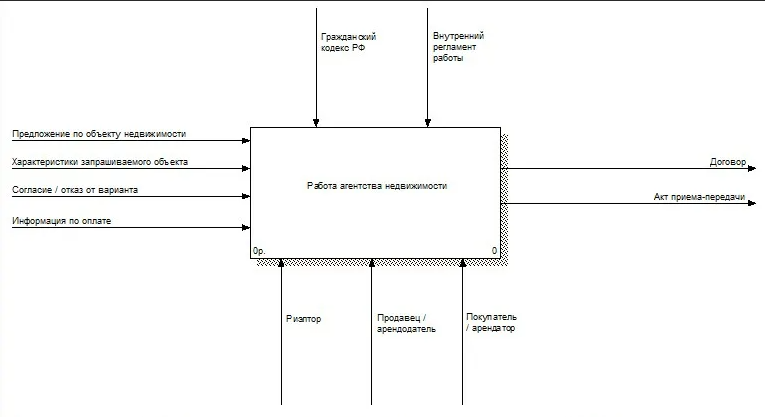 Гражданский
кодекс РФ
Внутренний
регламент
работы
Предложение по объекту недвижимости
Характеристики запрашиваемого объекта
Согласие / отказ от варианта
Информация по оплате
Работа агентства недвижимости
0р.
0
Договор
Акт приема-передачи
Риэлтор
Продавец /
арендодатель
Покупатель
/ арендатор